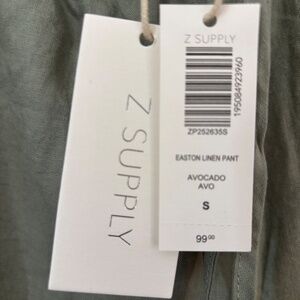 Z SUPPLY
Z SUPPLY
195084923960
ZP252635S
EASTON LINEN PANT
AVOCADO
AVO
S
99.00